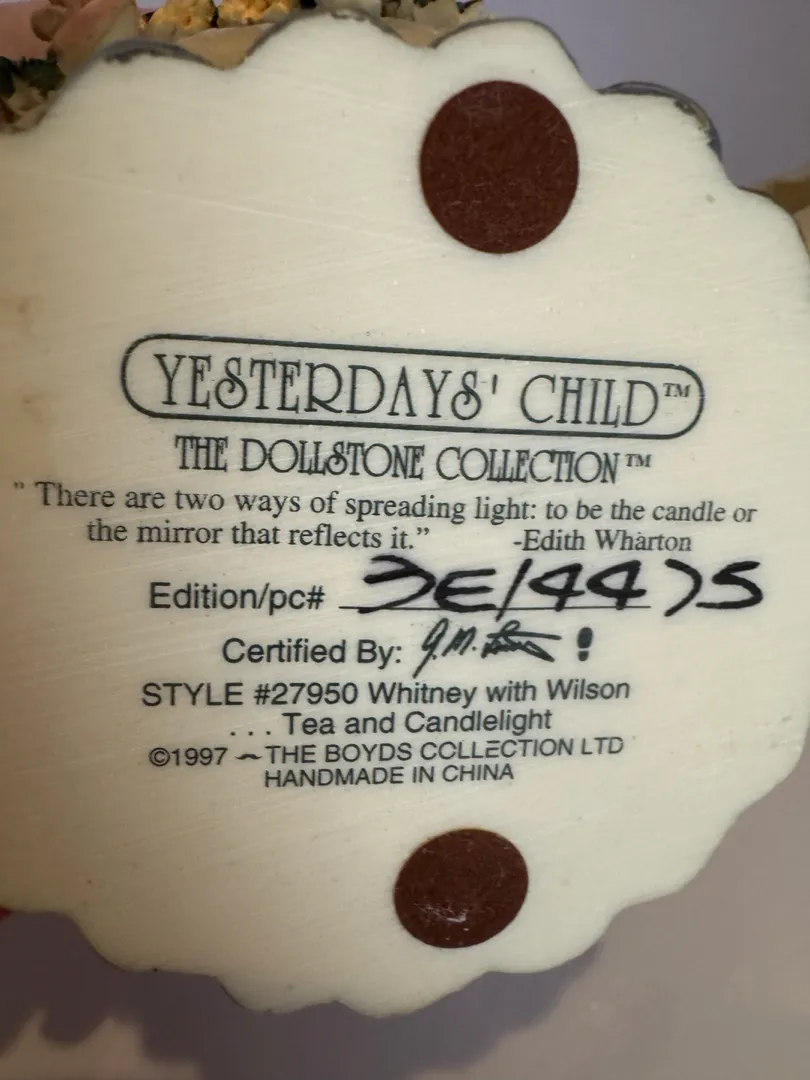 YESTERDAYS' CHILD™
THE DOLLSTONE COLLECTION™
" There are two ways of spreading light: to be the candle or
the mirror that reflects it.”
-Edith Wharton
Edition/pc# 3E/4475
Certified By: J.M. !
STYLE #27950 Whitney with Wilson
. . . Tea and Candlelight
©1997 ~ THE BOYDS COLLECTION LTD
HANDMADE IN CHINA